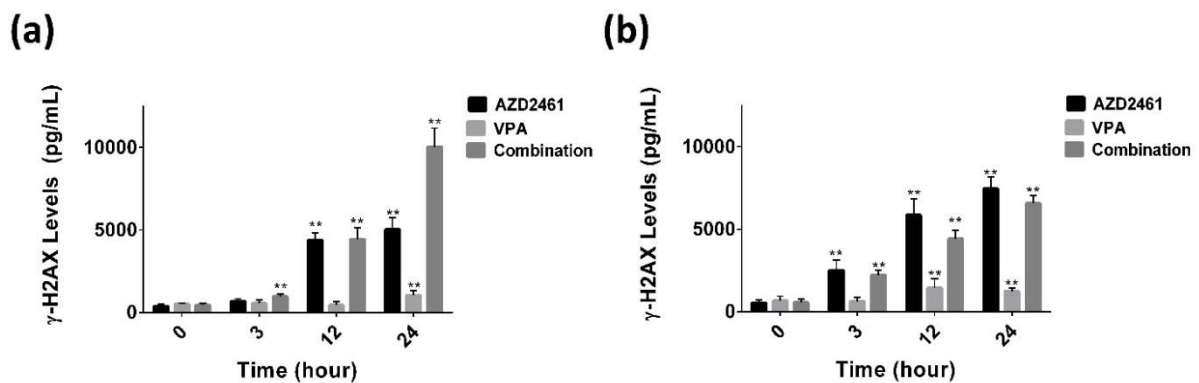 (a)
γ-H2AX Levels (pg/mL)
10000
5000
0
**
**
**
**
**
**
AZD2461
VPA
Combination
0
3
12
24
Time (hour)
(b)
γ-H2AX Levels (pg/mL)
10000
5000
0
**
**
**
**
**
**
**
**
AZD2461
VPA
Combination
0
3
12
24
Time (hour)